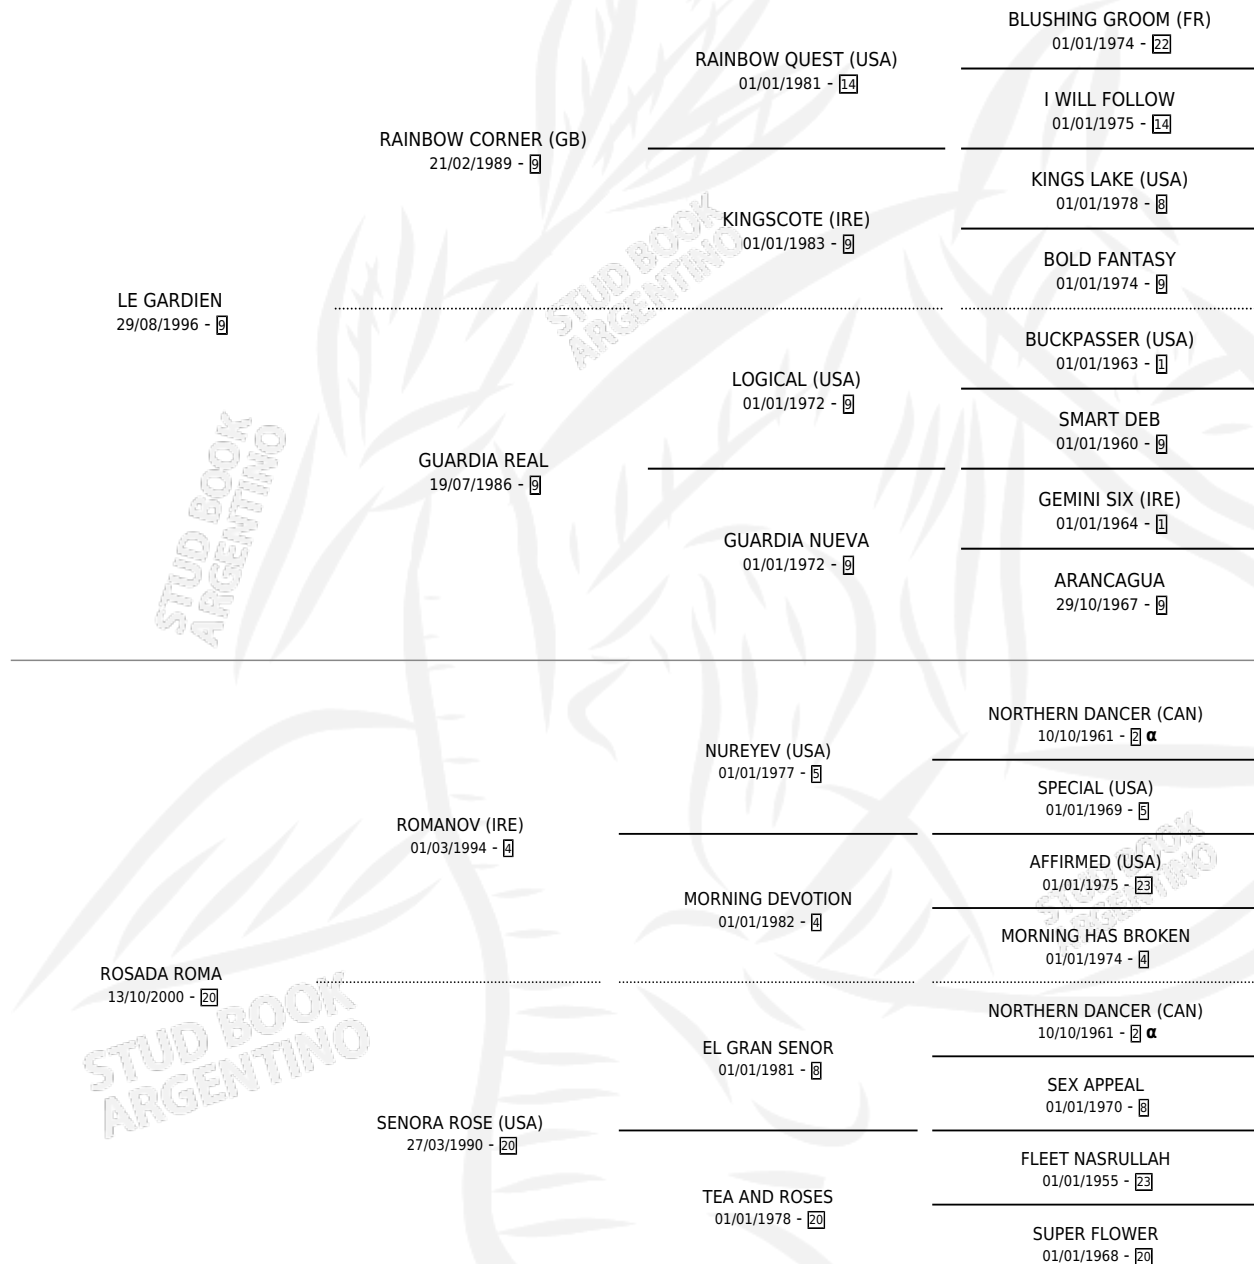 BLUSHING GROOM (FR)
01/01/1974 - 22
RAINBOW QUEST (USA)
01/01/1981 - 14
I WILL FOLLOW
01/01/1975 - 14
RAINBOW CORNER (GB)
21/02/1989 - 9
KINGS LAKE (USA)
01/01/1978 - 8
KINGSCOTE (IRE)
01/01/1983 - 9
BOLD FANTASY
01/01/1974 - 9
LE GARDIEN
29/08/1996 - 9
BUCKPASSER (USA)
01/01/1963 - 1
LOGICAL (USA)
01/01/1972 - 9
SMART DEB
01/01/1960 - 9
GUARDIA REAL
19/07/1986 - 9
GEMINI SIX (IRE)
01/01/1964 - 1
GUARDIA NUEVA
01/01/1972 - 9
ARANCAGUA
29/10/1967 - 9
NORTHERN DANCER (CAN)
10/10/1961 - 2 α
NUREYEV (USA)
01/01/1977 - 5
SPECIAL (USA)
01/01/1969 - 5
ROMANOV (IRE)
01/03/1994 - 4
AFFIRMED (USA)
01/01/1975 - 23
MORNING DEVOTION
01/01/1982 - 4
MORNING HAS BROKEN
01/01/1974 - 4
ROSADA ROMA
13/10/2000 - 20
NORTHERN DANCER (CAN)
10/10/1961 - 2 α
EL GRAN SENOR
01/01/1981 - 8
SEX APPEAL
01/01/1970 - 8
SENORA ROSE (USA)
27/03/1990 - 20
FLEET NASRULLAH
01/01/1955 - 23
TEA AND ROSES
01/01/1978 - 20
SUPER FLOWER
01/01/1968 - 20
STUD BOOK
ARGENTINO
STUD BOOK
ARGENTINO
STUD BOOK
ARGENTINO
STUD BOOK
ARGENTINO